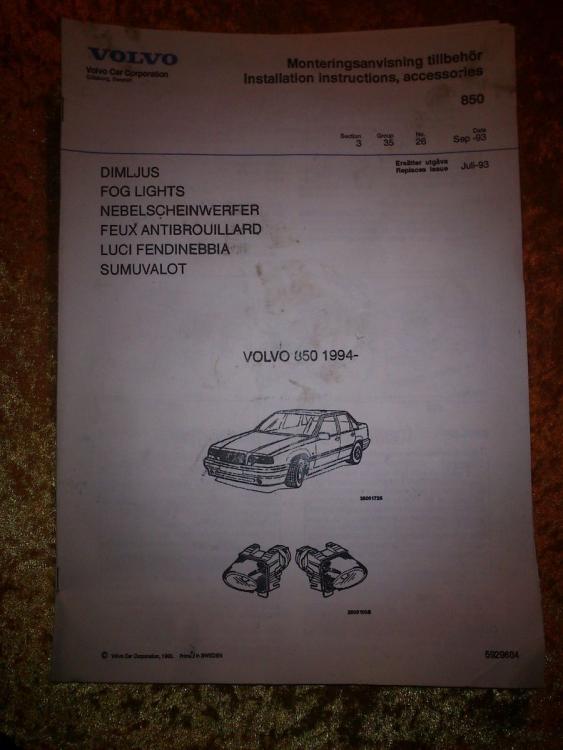 VOLVO
Volvo Car Corporation
Göteborg, Sweden
Monteringsanvisning tillbehör
Installation instructions, accessories
850
Section Group No. Date
3 35 26 Sep -93
Ersätter utgåva
Replaces issue Juli-93
DIMLJUS
FOG LIGHTS
NEBELSCHEINWERFER
FEUX ANTIBROUILLARD
LUCI FENDINEBBIA
SUMUVALOT
VOLVO 850 1994-
© Volvo Car Corporation, Printed in SWEDEN
5929684